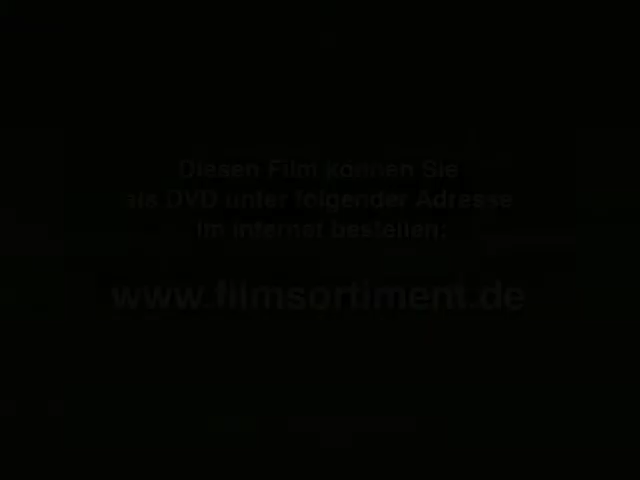 Diesen Film können Sie
als DVD unter folgender Adresse
im Internet bestellen:
www.filmsortiment.de